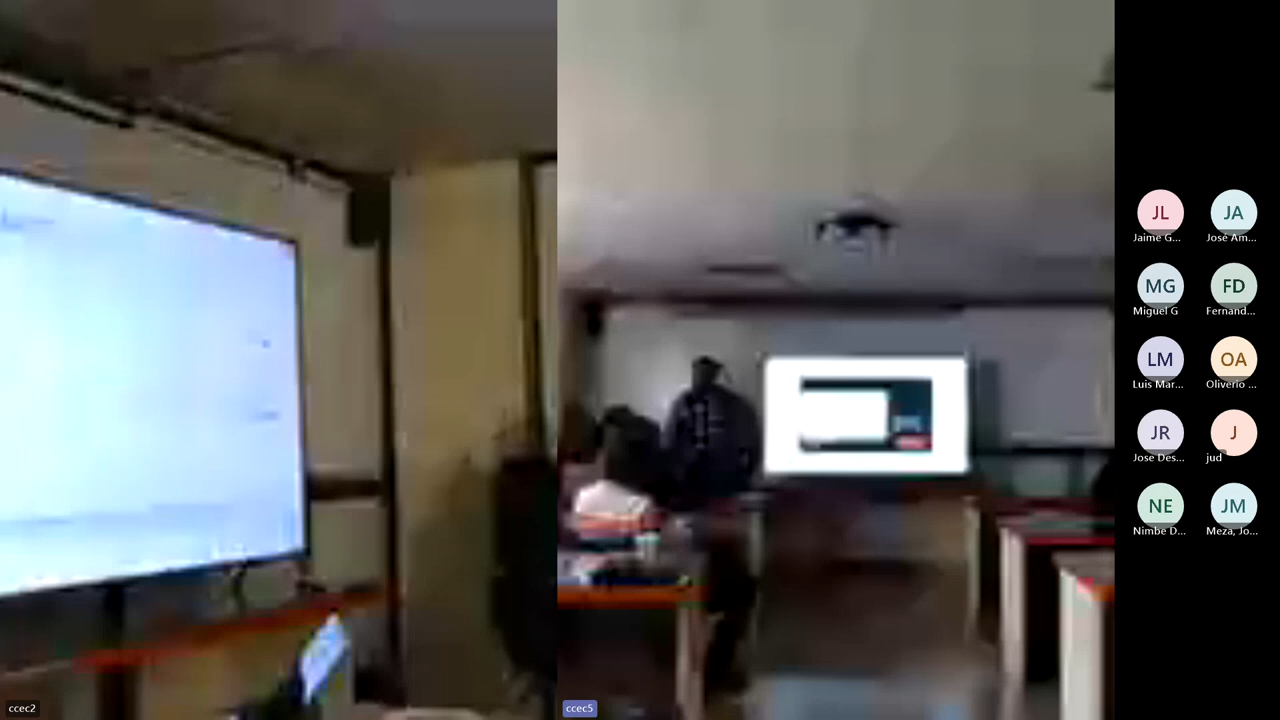 ccec2
ccec5
JL
Jaime G...
JA
José Am...
MG
Miguel G
FD
Fernand...
LM
Luis Mar...
OA
Oliverio ...
JR
Jose Des...
J
jud
NE
Nimbe D...
JM
Meza, Jo...